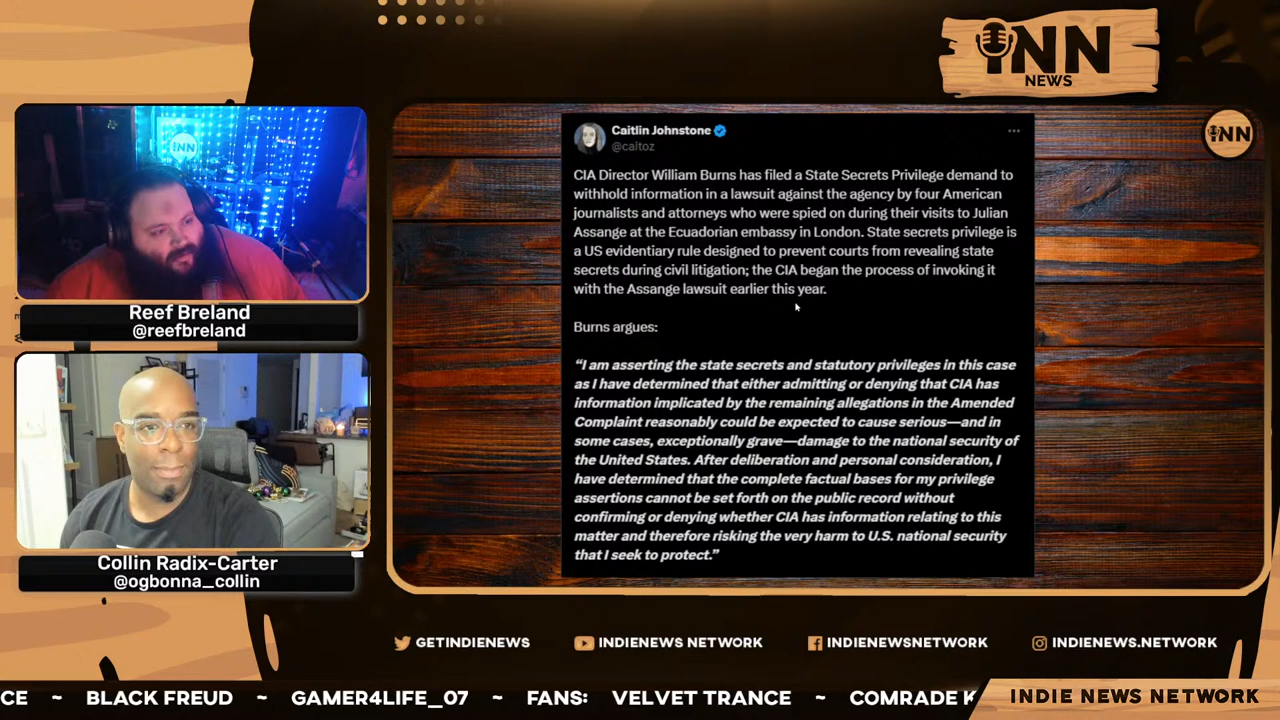 iNN
NEWS
iNN
iNN
Reef Breland
@reefbreland
Collin Radix-Carter
@ogbonna_collin
Caitlin Johnstone
@caitoz
CIA Director William Burns has filed a State Secrets Privilege demand to
withhold information in a lawsuit against the agency by four American
journalists and attorneys who were spied on during their visits to Julian
Assange at the Ecuadorian embassy in London. State secrets privilege is
a US evidentiary rule designed to prevent courts from revealing state
secrets during civil litigation; the CIA began the process of invoking it
with the Assange lawsuit earlier this year.
Burns argues:
“I am asserting the state secrets and statutory privileges in this case
as I have determined that either admitting or denying that CIA has
information implicated by the remaining allegations in the Amended
Complaint reasonably could be expected to cause serious—and in
some cases, exceptionally grave—damage to the national security of
the United States. After deliberation and personal consideration, I
have determined that the complete factual bases for my privilege
assertions cannot be set forth on the public record without
confirming or denying whether CIA has information relating to this
matter and therefore risking the very harm to U.S. national security
that I seek to protect.”
GETINDIENEWS
INDIENEWS NETWORK
INDIENEWSNETWORK
INDIENEWS.NETWORK
CE ~ BLACK FREUD ~ GAMER4LIFE_07 ~ FANS: VELVET TRANCE ~ COMRADE K
INDIE NEWS NETWORK